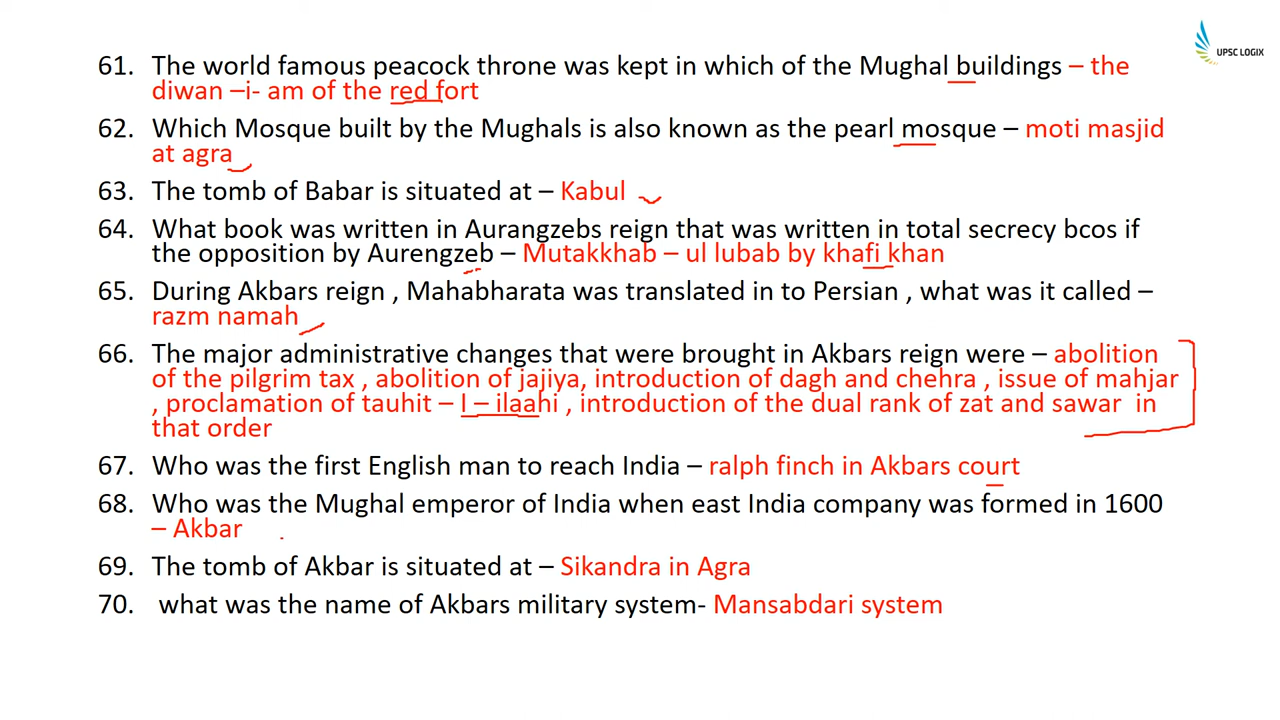 UPSC LOGIX
61. The world famous peacock throne was kept in which of the Mughal buildings – the
diwan –i- am of the red fort
62. Which Mosque built by the Mughals is also known as the pearl mosque – moti masjid
at agra
63. The tomb of Babar is situated at – Kabul
64. What book was written in Aurangzebs reign that was written in total secrecy bcos if
the opposition by Aurengzeb – Mutakkhab – ul lubab by khafi khan
65. During Akbars reign , Mahabharata was translated in to Persian , what was it called –
razm namah
66. The major administrative changes that were brought in Akbars reign were – abolition
of the pilgrim tax , abolition of jajiya, introduction of dagh and chehra , issue of mahjar
, proclamation of tauhit – I – ilaahi , introduction of the dual rank of zat and sawar in
that order
67. Who was the first English man to reach India – ralph finch in Akbars court
68. Who was the Mughal emperor of India when east India company was formed in 1600
– Akbar
69. The tomb of Akbar is situated at – Sikandra in Agra
70. what was the name of Akbars military system- Mansabdari system